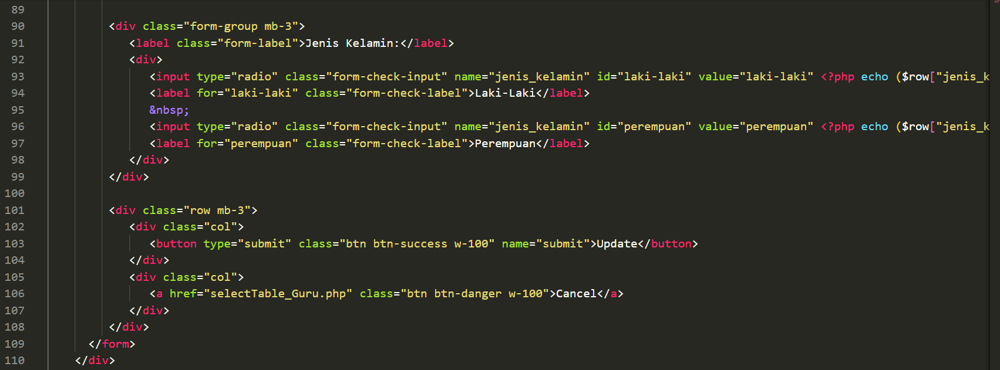 89
90 <div class="form-group mb-3">
91 <label class="form-label">Jenis Kelamin:</label>
92 <div>
93 <input type="radio" class="form-check-input" name="jenis_kelamin" id="laki-laki" value="laki-laki" <?php echo ($row["jenis_k
94 <label for="laki-laki" class="form-check-label">Laki-Laki</label>
95 &nbsp;
96 <input type="radio" class="form-check-input" name="jenis_kelamin" id="perempuan" value="perempuan" <?php echo ($row["jenis_k
97 <label for="perempuan" class="form-check-label">Perempuan</label>
98 </div>
99 </div>
100
101 <div class="row mb-3">
102 <div class="col">
103 <button type="submit" class="btn btn-success w-100" name="submit">Update</button>
104 </div>
105 <div class="col">
106 <a href="selectTable_Guru.php" class="btn btn-danger w-100">Cancel</a>
107 </div>
108 </div>
109 </form>
110 </div>